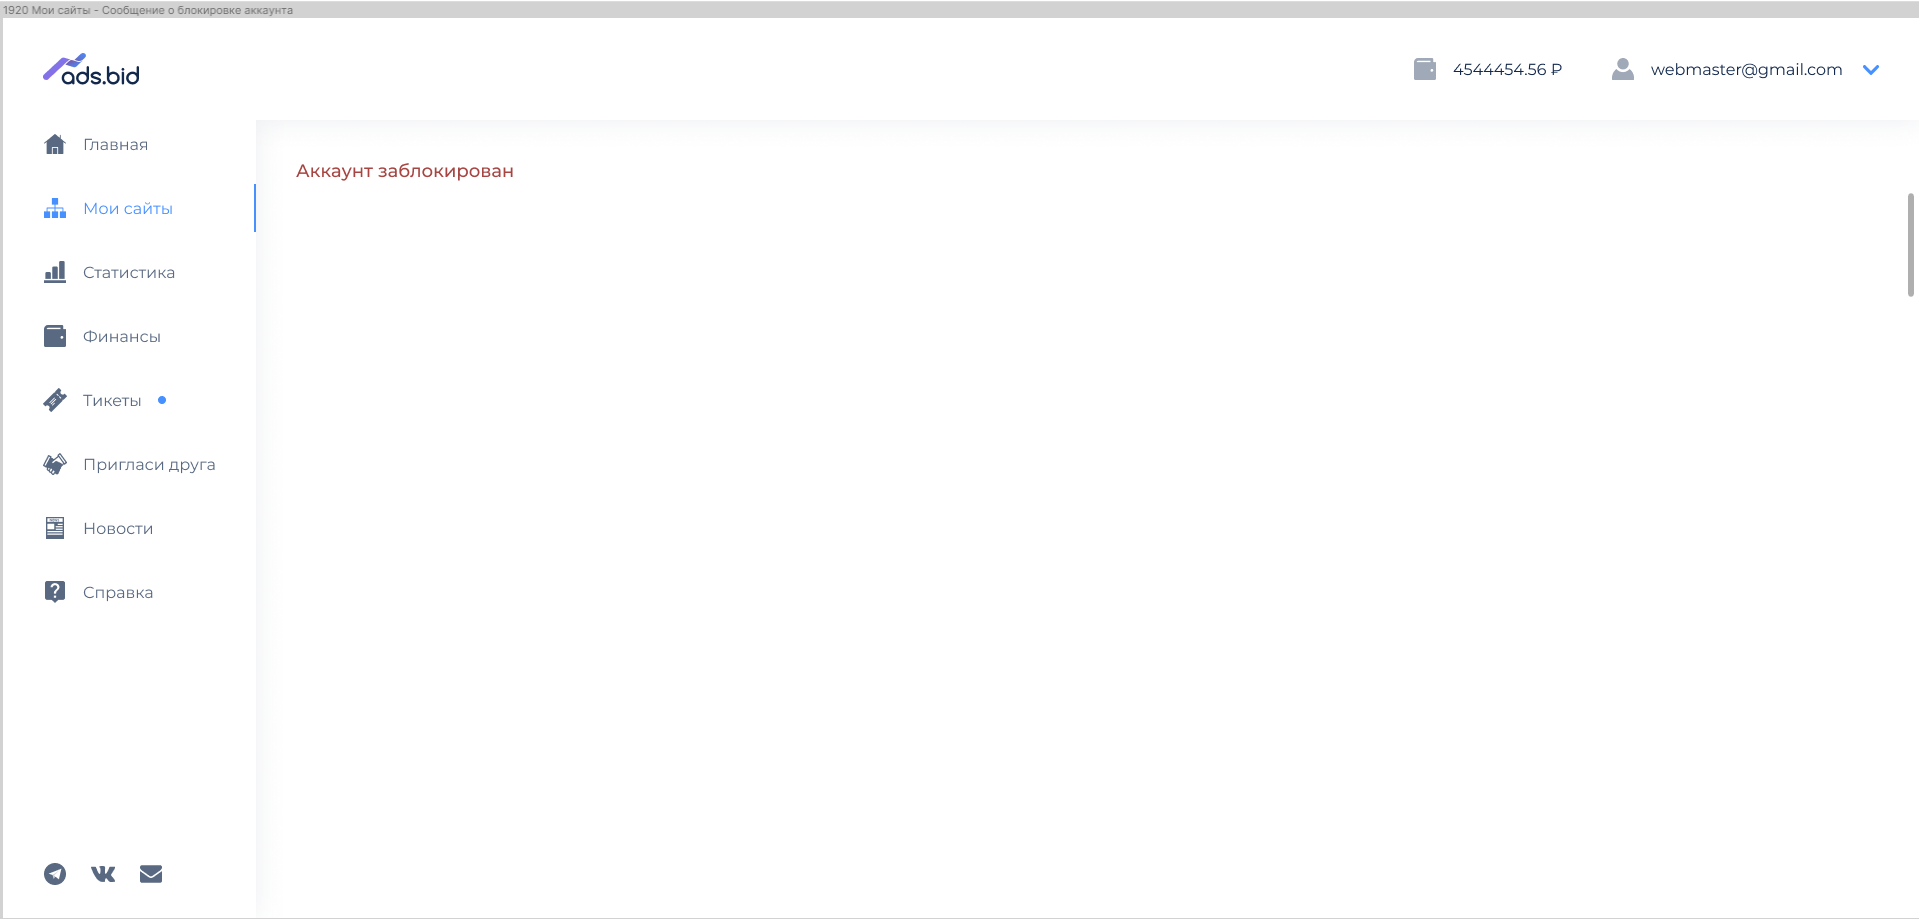 1920 Мои сайты - Сообщение о блокировке аккаунта
ads.bid
4544454.56 ₽
webmaster@gmail.com
Главная
Аккаунт заблокирован
Мои сайты
Статистика
Финансы
Тикеты
Пригласи друга
Новости
Справка